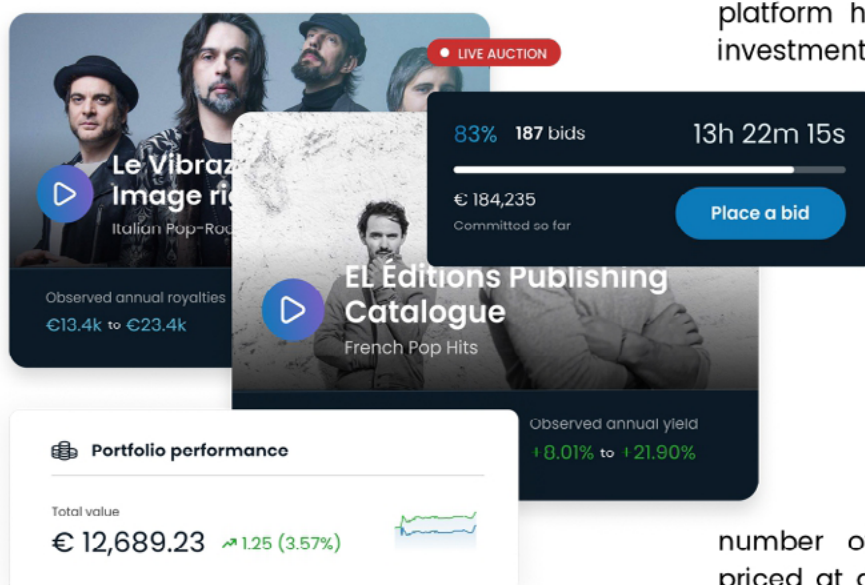 platform h
investment
LIVE AUCTION
83% 187 bids 13h 22m 15s
€ 184,235
Committed so far
Place a bid
Le Vibraz
Image ri
Italian Pop-Ro
Observed annual royalties
€13.4k to €23.4k
EL Éditions Publishing
Catalogue
French Pop Hits
Observed annual yield
+8.01% to +21.90%
Portfolio performance
Total value
€ 12,689.23 1.25 (3.57%)
number o
priced at